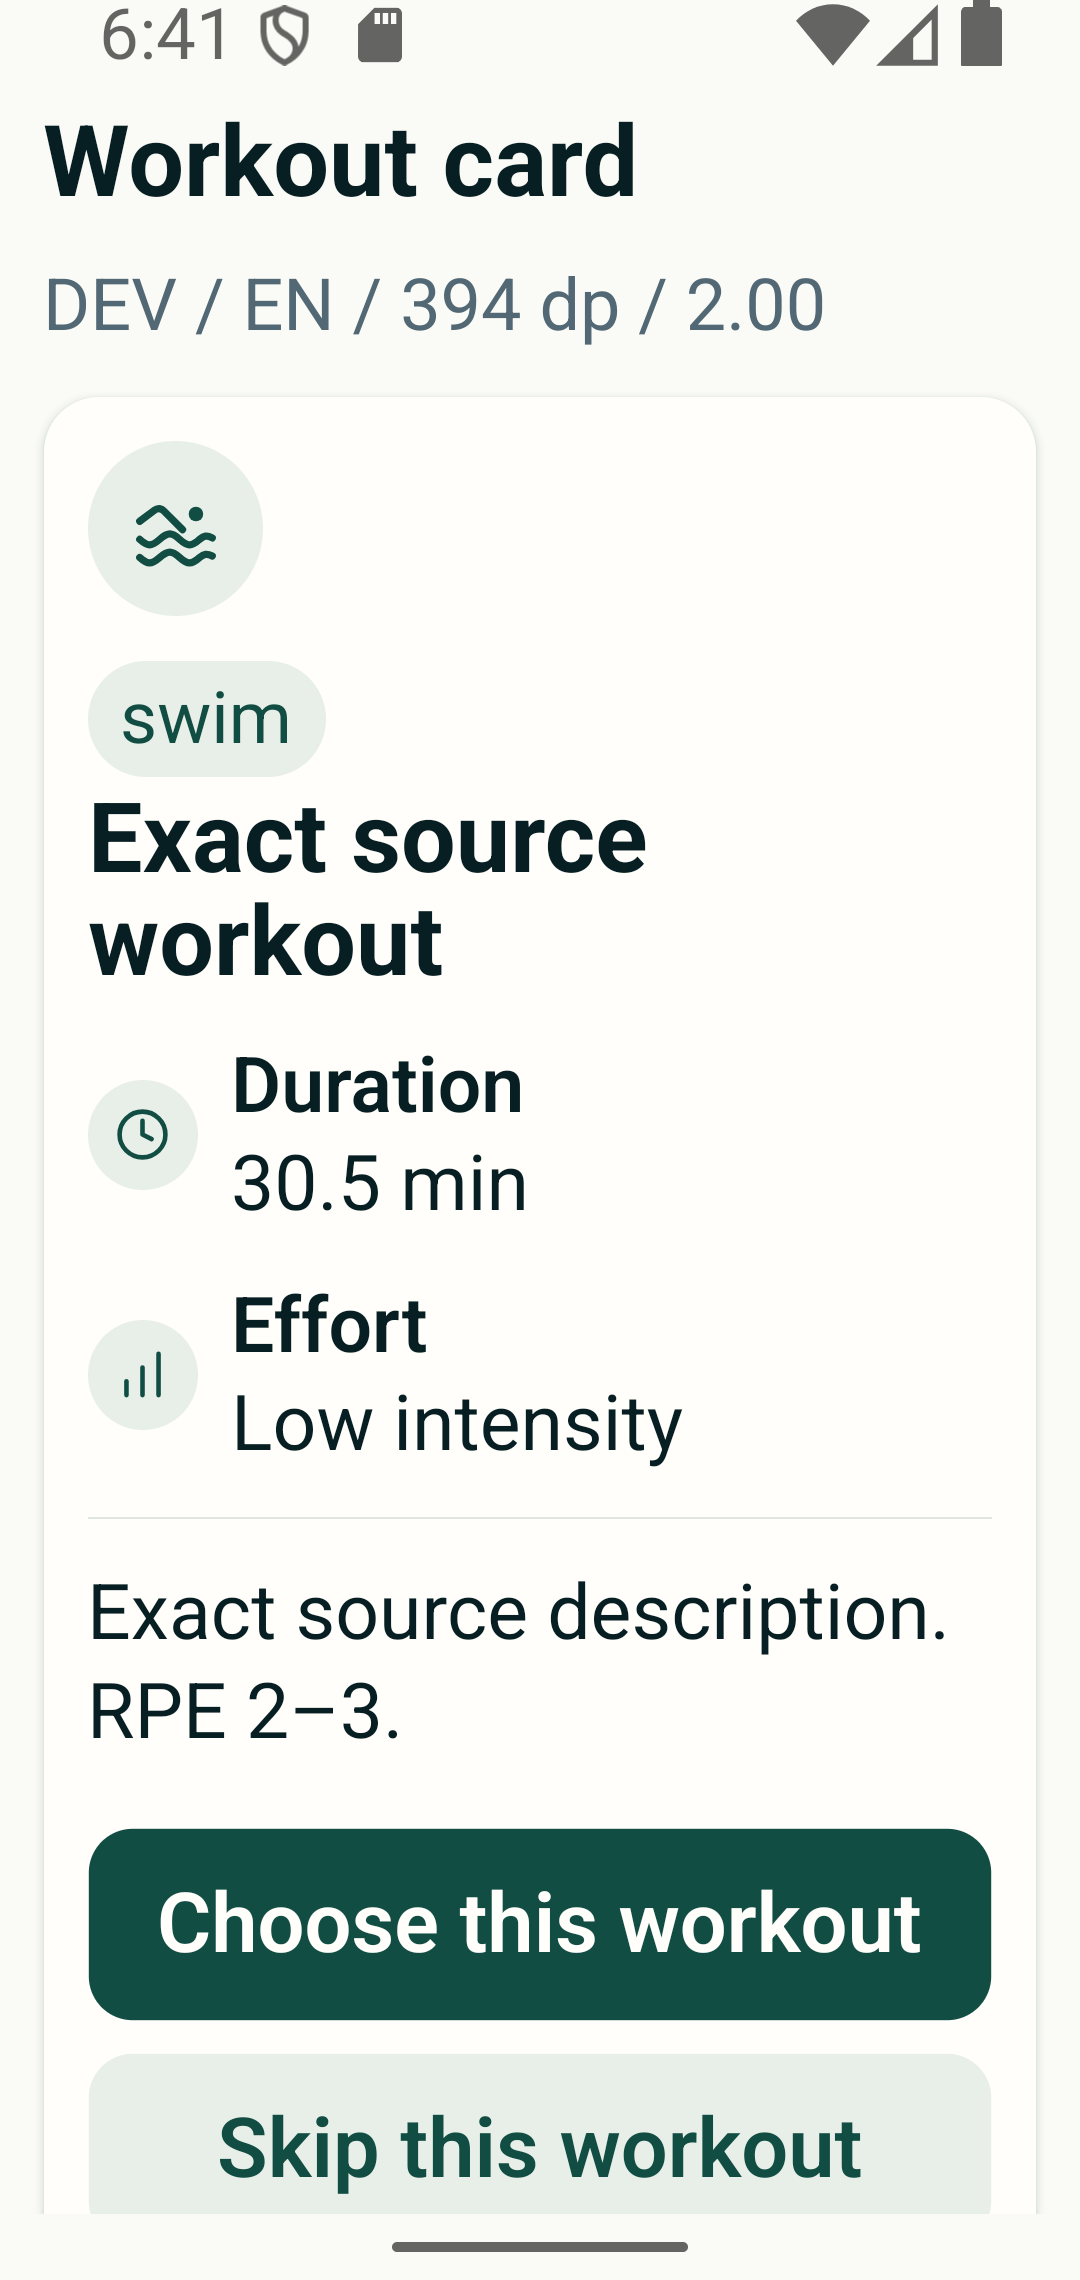 6:41
Workout card
DEV / EN / 394 dp / 2.00
swim
Exact source
workout
Duration
30.5 min
Effort
Low intensity
Exact source description.
RPE 2–3.
Choose this workout
Skip this workout